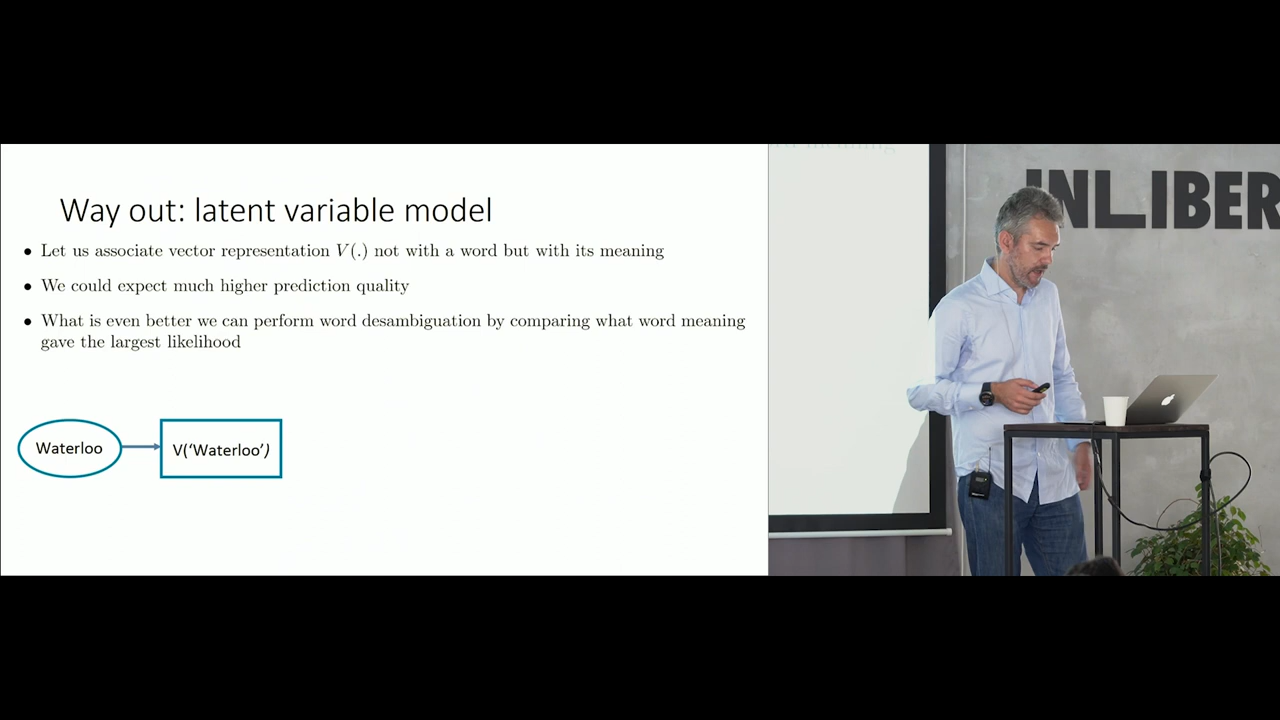 Way out: latent variable model
• Let us associate vector representation V(.) not with a word but with its meaning
• We could expect much higher prediction quality
• What is even better we can perform word desambiguation by comparing what word meaning
gave the largest likelihood
Waterloo
V(‘Waterloo’)
INLIBER